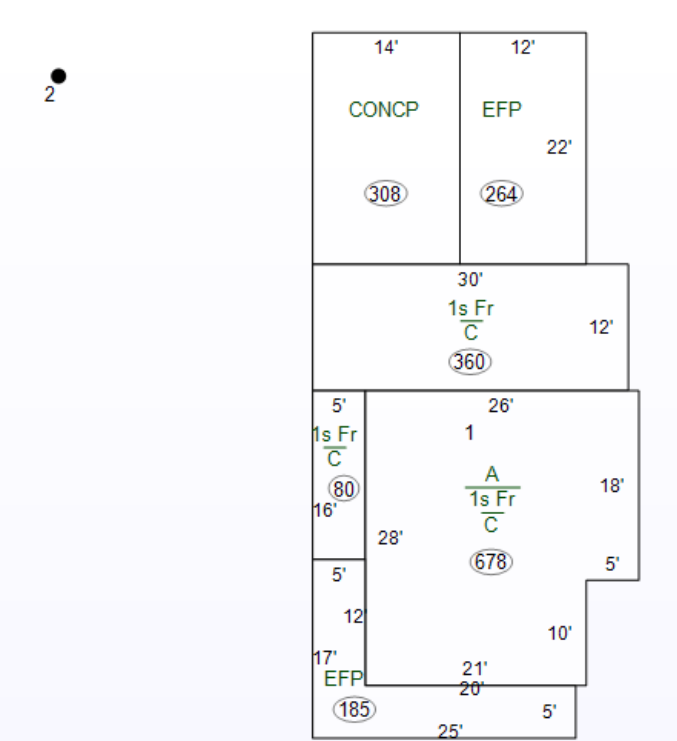 14' 12'
2
CONCP EFP
22'
308 264
30'
1s Fr
C
12'
360
5' 26'
1s Fr
C
1
80
16'
A
1s Fr
C
18'
28'
678
5'
5'
12'
10'
17'
21'
EFP
20'
185
5'
25'